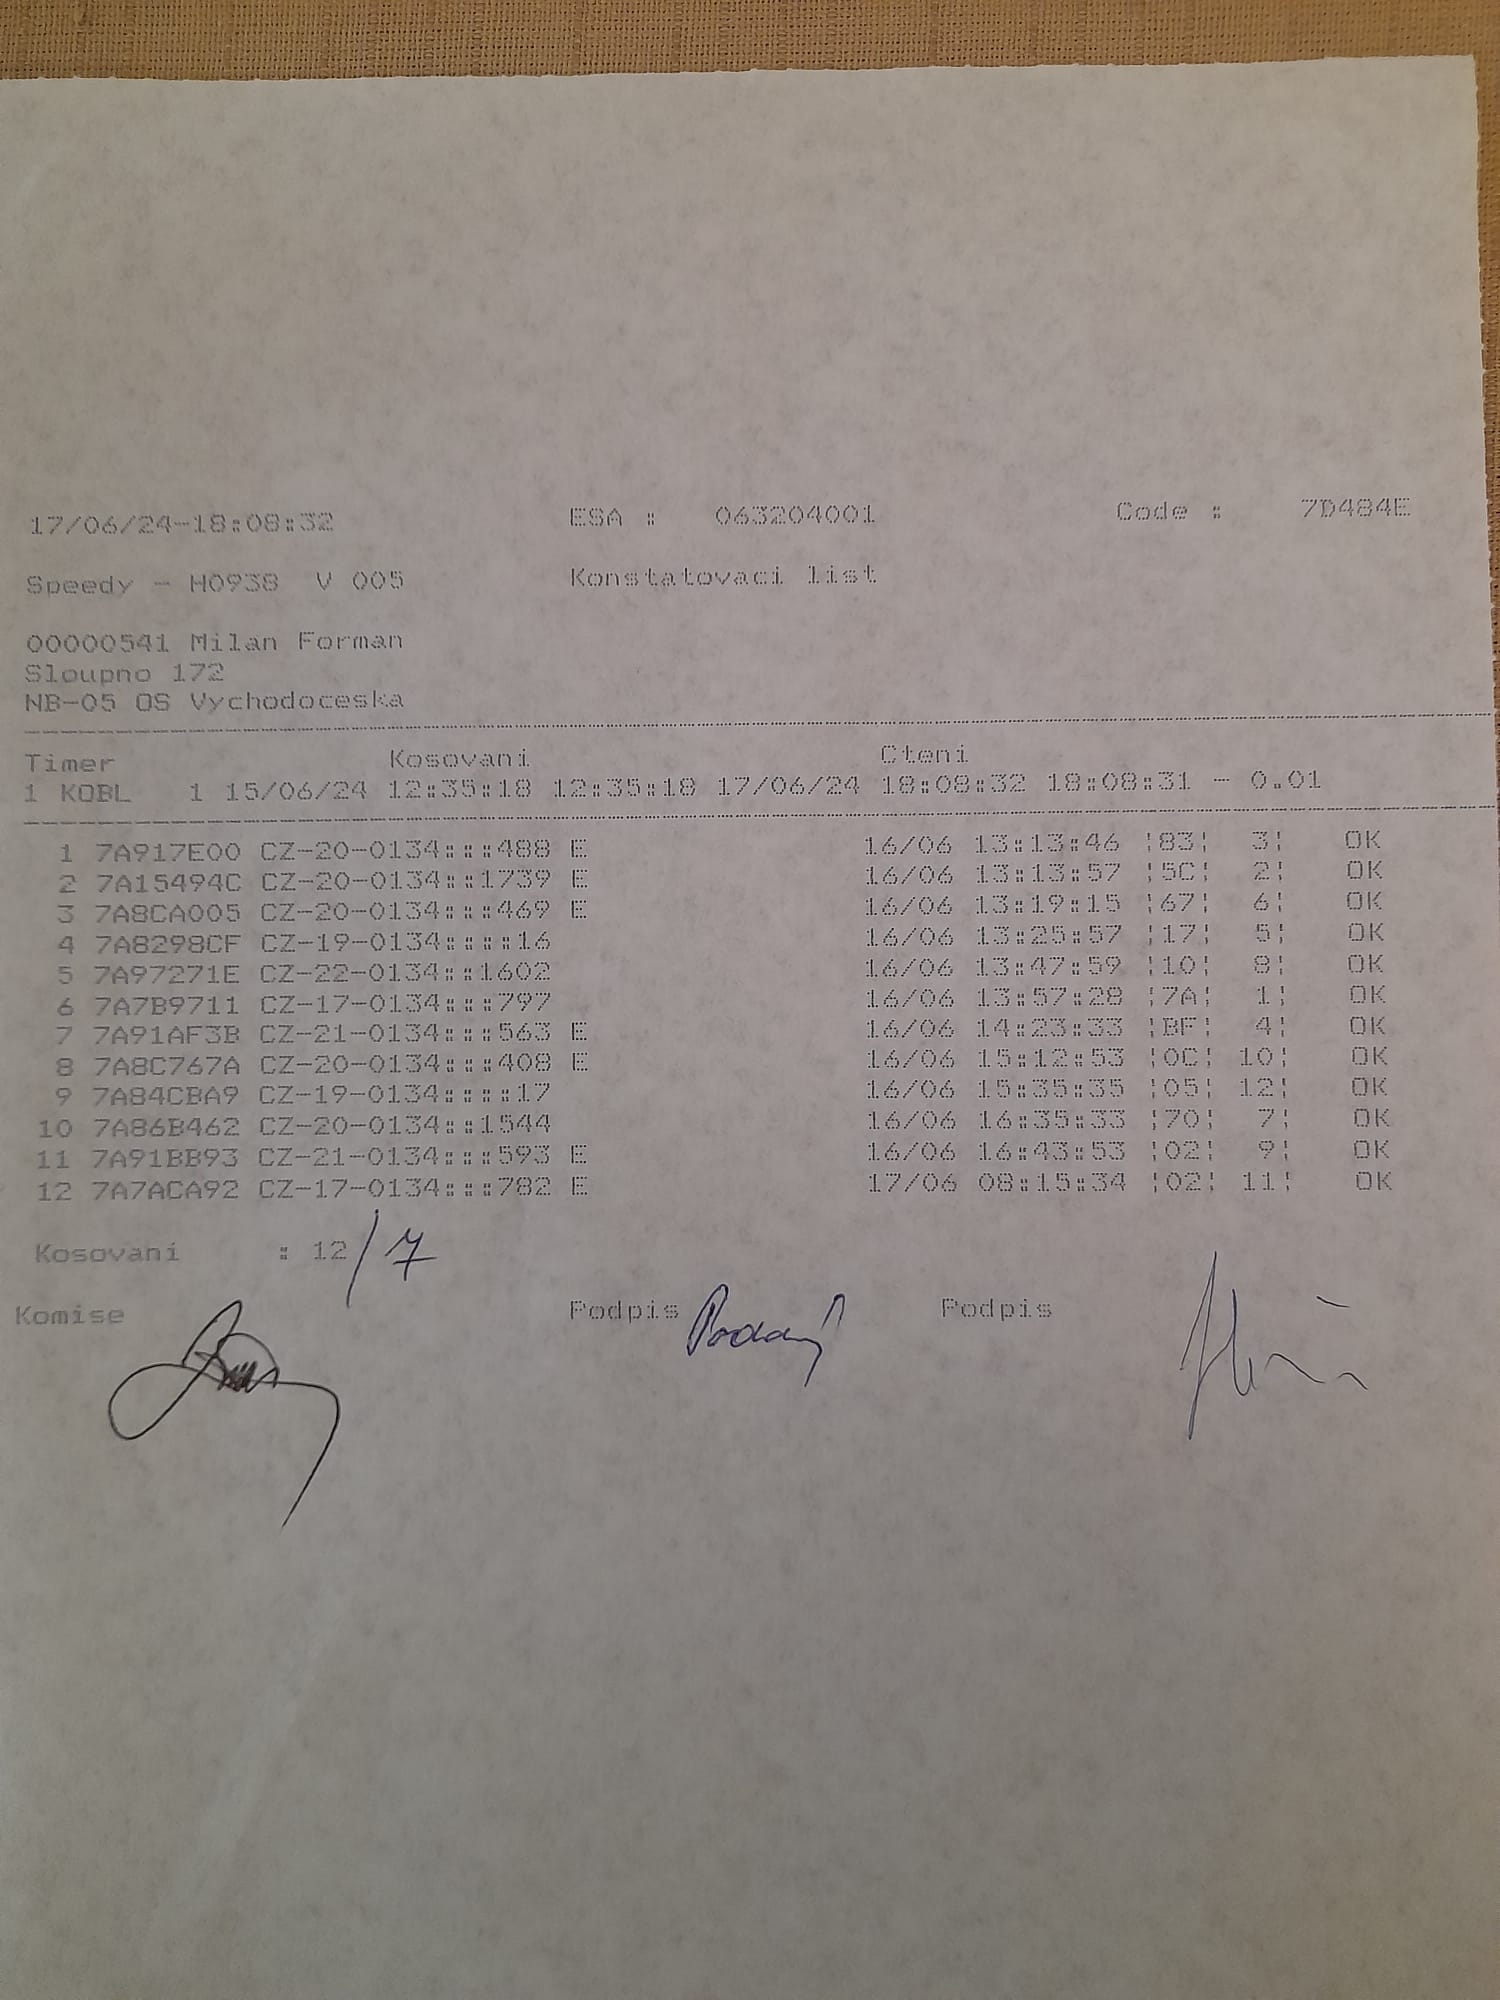 17/06/24-18:08:32 ESA : 063204001 Code : 7D484E
Speedy - H0938 V 005 Konstatovaci list
00000541 Milan Forman
Sloupno 172
NB-05 OS Vychodoceska
Timer Kosovani Cteni
1 KOBL 1 15/06/24 12:35:18 12:35:18 17/06/24 18:08:32 18:08:31 - 0.01
1 7A917E00 CZ-20-0134:::488 E 16/06 13:13:46 ¦83¦ 3¦ OK
2 7A15494C CZ-20-0134::1739 E 16/06 13:13:57 ¦5C¦ 2¦ OK
3 7A8CA005 CZ-20-0134:::469 E 16/06 13:19:15 ¦67¦ 6¦ OK
4 7A8298CF CZ-19-0134::::16 16/06 13:25:57 ¦17¦ 5¦ OK
5 7A97271E CZ-22-0134::1602 16/06 13:47:59 ¦10¦ 8¦ OK
6 7A7B9711 CZ-17-0134:::797 16/06 13:57:28 ¦7A¦ 1¦ OK
7 7A91AF3B CZ-21-0134:::563 E 16/06 14:23:33 ¦BF¦ 4¦ OK
8 7A8C767A CZ-20-0134:::408 E 16/06 15:12:53 ¦0C¦ 10¦ OK
9 7A84CBA9 CZ-19-0134::::17 16/06 15:35:35 ¦05¦ 12¦ OK
10 7A86B462 CZ-20-0134::1544 16/06 16:35:33 ¦70¦ 7¦ OK
11 7A91BB93 CZ-21-0134:::593 E 16/06 16:43:53 ¦02¦ 9¦ OK
12 7A7ACA92 CZ-17-0134:::782 E 17/06 08:15:34 ¦02¦ 11¦ OK
Kosovani : 12/7
Komise Podpis Podpis